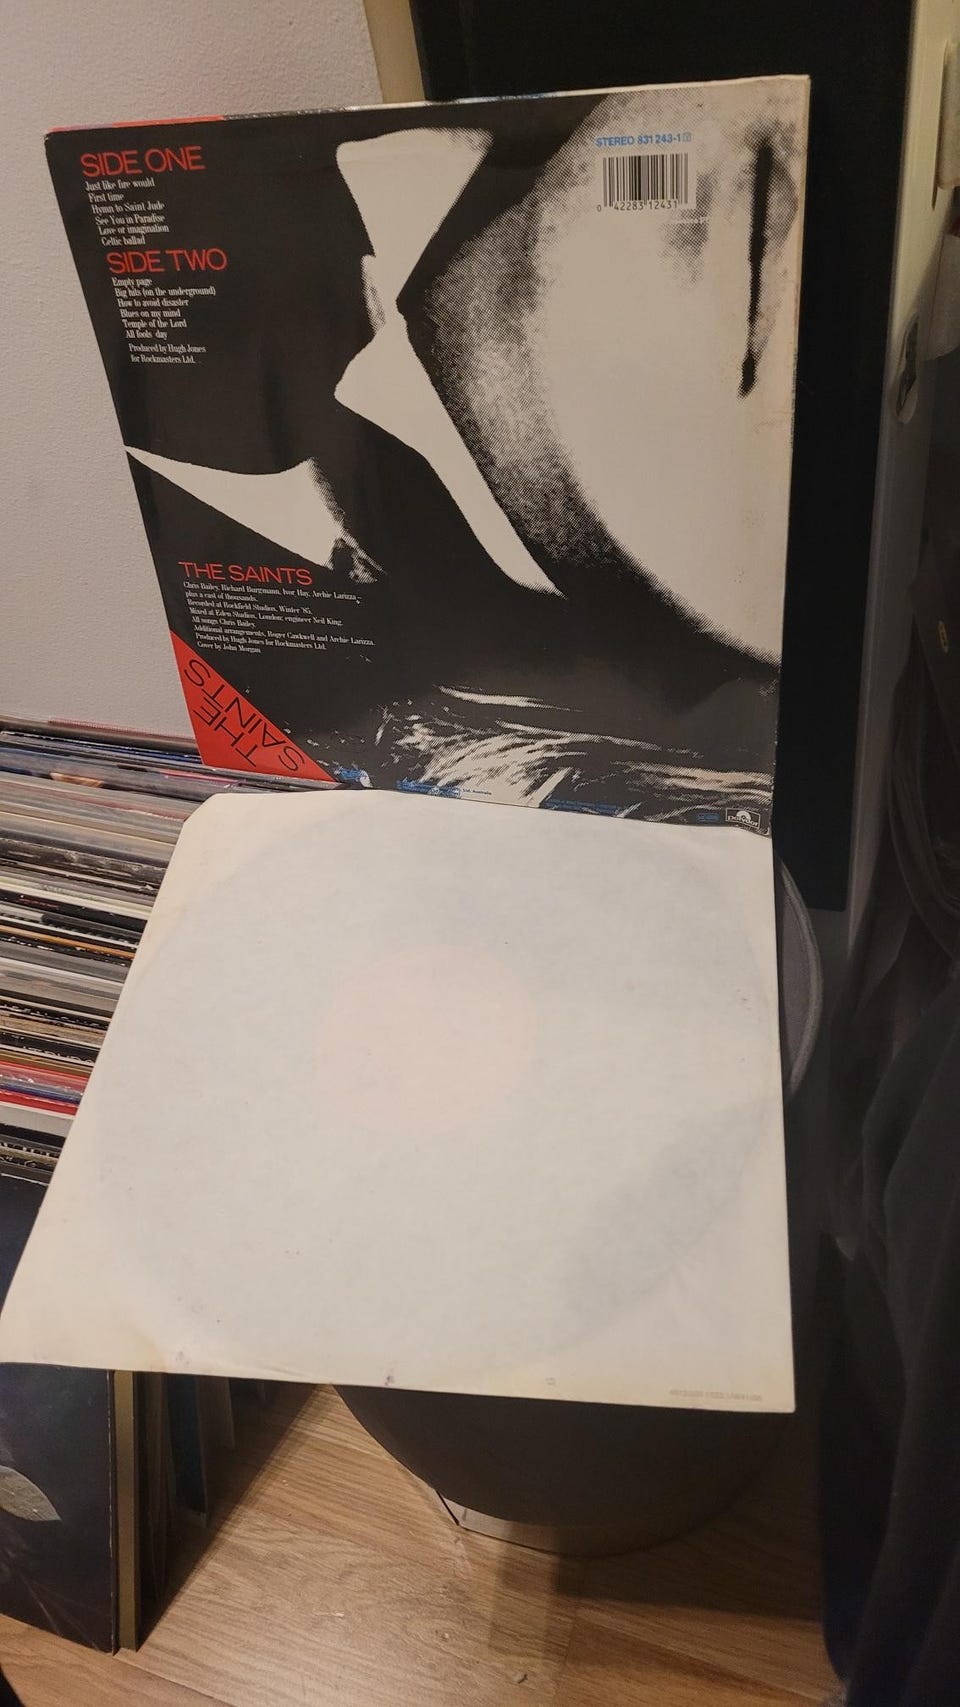 SIDE ONE
Just like fire would
First time
Hymn to Saint Jude
See You in Paradise
Love or imagination
Celtic ballad
SIDE TWO
Empty page
Big hits (on the underground)
How to avoid disaster
Blues on my mind
Temple of the Lord
All fools day
Produced by Hugh Jones
for Rockmasters Ltd.
STEREO 831 243-1
0 42283 12431
THE SAINTS
Chris Bailey, Richard Burgmann, Ivor Hay, Archie Larizza –
plus a cast of thousands.
Recorded at Rockfield Studios, Winter '85.
Mixed at Eden Studios, London; engineer Neil King.
All songs Chris Bailey.
Additional arrangements, Roger Cawkwell and Archie Larizza.
Produced by Hugh Jones for Rockmasters Ltd.
Cover by John Morgan
THE
SAINTS
Ltd, Australia
polydor